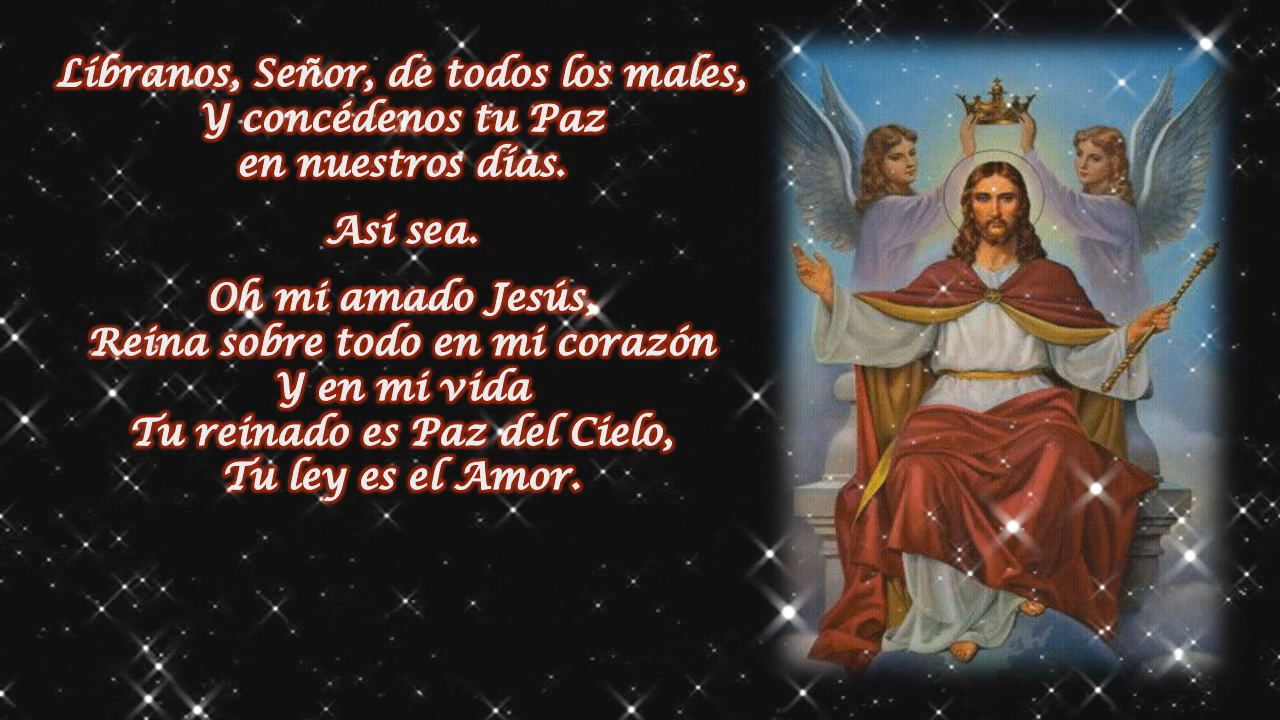 Líbranos, Señor, de todos los males,
Y concédenos tu Paz
en nuestros días.
Así sea.
Oh mi amado Jesús,
Reina sobre todo en mi corazón
Y en mi vida
Tu reinado es Paz del Cielo,
Tu ley es el Amor.